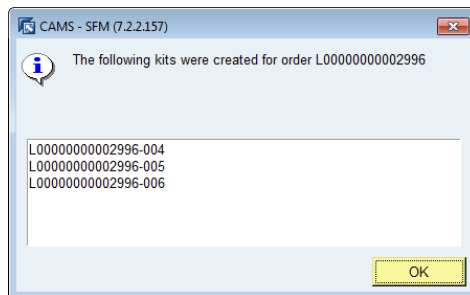 CAMS - SFM (7.2.2.157)
The following kits were created for order L00000000002996
L00000000002996-004
L00000000002996-005
L00000000002996-006
OK